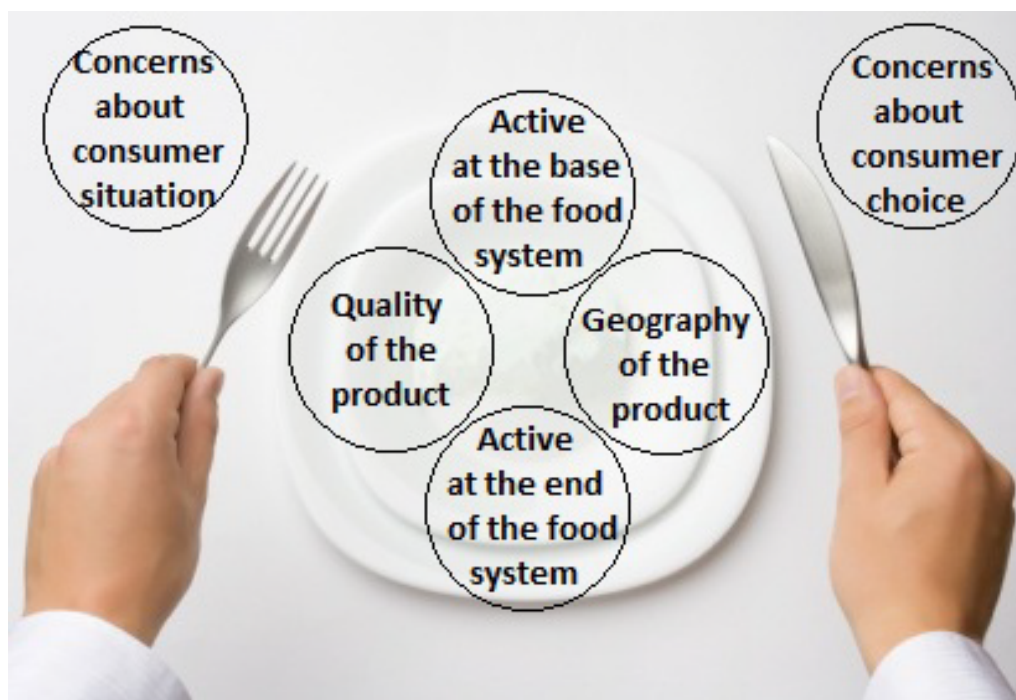 Concerns
about
consumer
situation
Concerns
about
consumer
choice
Active
at the base
of the food
system
Quality
of the
product
Geography
of the
product
Active
at the end
of the food
system